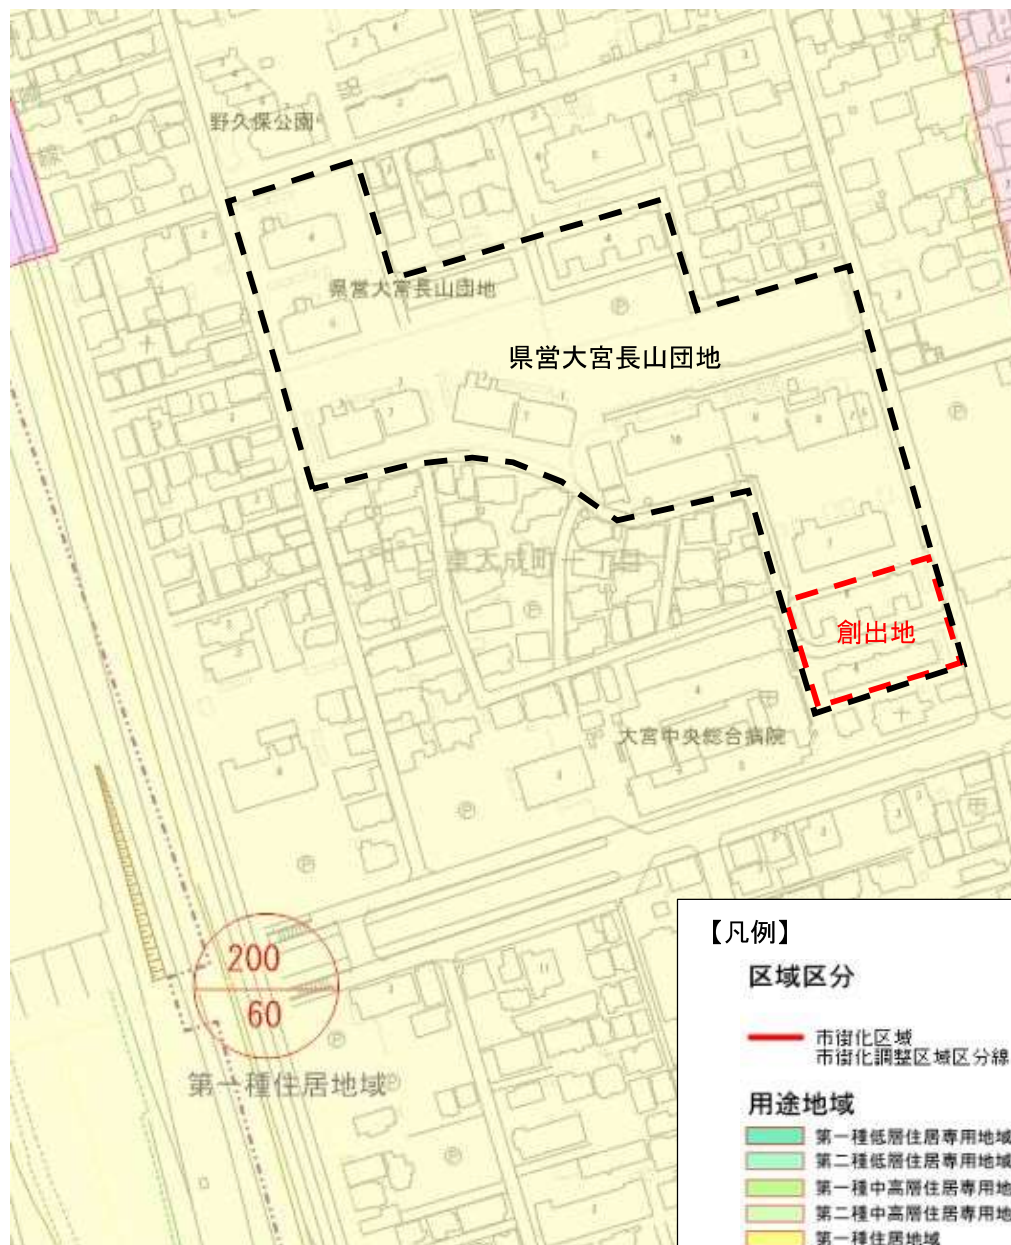 野久保公園
県営大宮長山団地
県営大宮長山団地
東大成町一丁目
創出地
大宮中央総合病院
200
60
第一種住居地域
【凡例】
区域区分
市街化区域
市街化調整区域区分線
用途地域
第一種低層住居専用地域
第二種低層住居専用地域
第一種中高層住居専用地
第二種中高層住居専用地
第一種住居地域